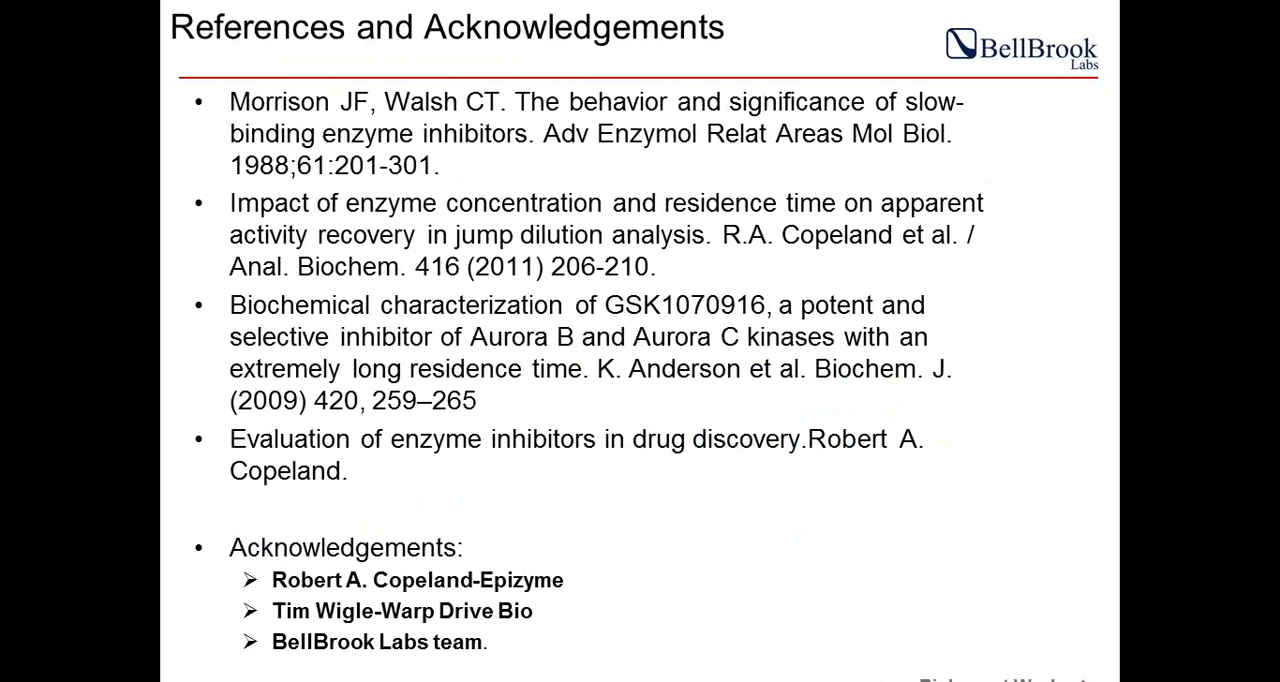 References and Acknowledgements
BellBrook
Labs
• Morrison JF, Walsh CT. The behavior and significance of slow-
binding enzyme inhibitors. Adv Enzymol Relat Areas Mol Biol.
1988;61:201-301.
• Impact of enzyme concentration and residence time on apparent
activity recovery in jump dilution analysis. R.A. Copeland et al. /
Anal. Biochem. 416 (2011) 206-210.
• Biochemical characterization of GSK1070916, a potent and
selective inhibitor of Aurora B and Aurora C kinases with an
extremely long residence time. K. Anderson et al. Biochem. J.
(2009) 420, 259–265
• Evaluation of enzyme inhibitors in drug discovery.Robert A.
Copeland.
• Acknowledgements:
➢ Robert A. Copeland-Epizyme
➢ Tim Wigle-Warp Drive Bio
➢ BellBrook Labs team.